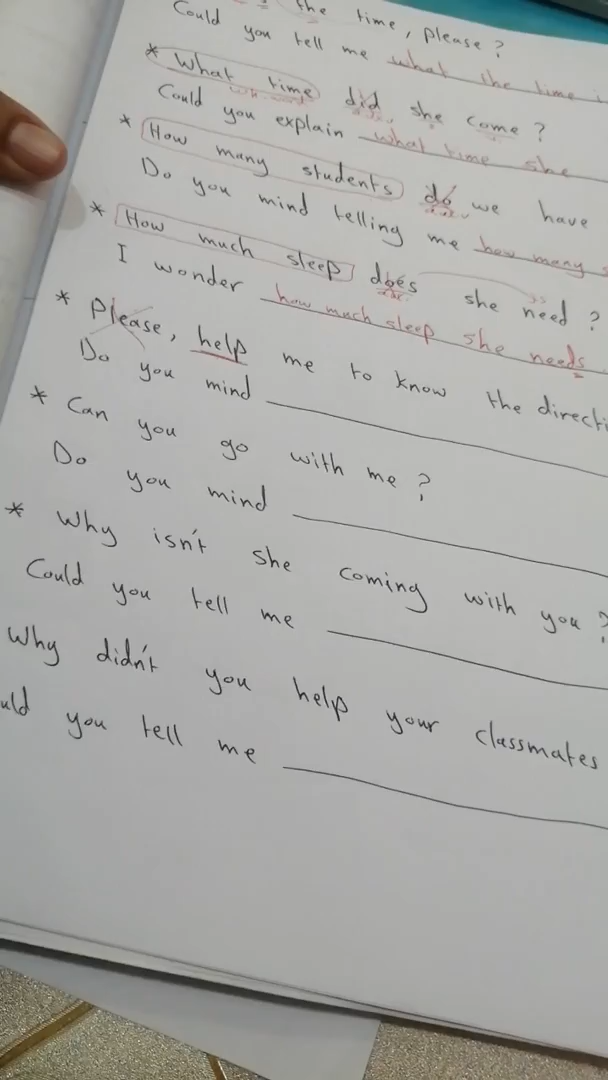 the time, please?
Could you tell me what the time i
* What time did she come?
Could you explain what time she
* How many students do we have
Do you mind telling me how many s
* How much sleep does she need?
I wonder how much sleep she needs.
* Please, help me to know the directi
Do you mind
* Can you go with me?
Do you mind
* Why isn't she coming with you?
Could you tell me
Why didn't you help your classmates
uld you tell me